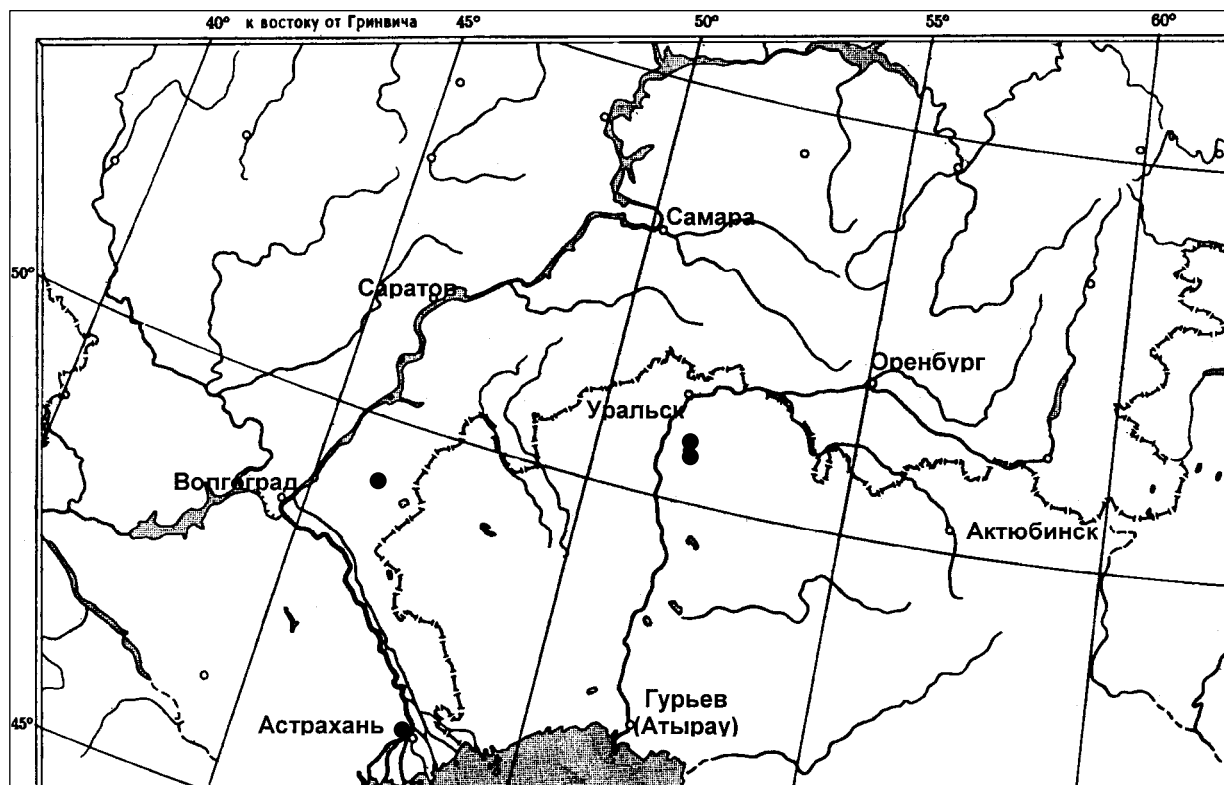 40° к востоку от Гринвича 45° 50° 55° 60°
Самара
50°
Саратов
Оренбург
Уральск
Волгоград
Актюбинск
Гурьев
(Атырау)
Астрахань
45°